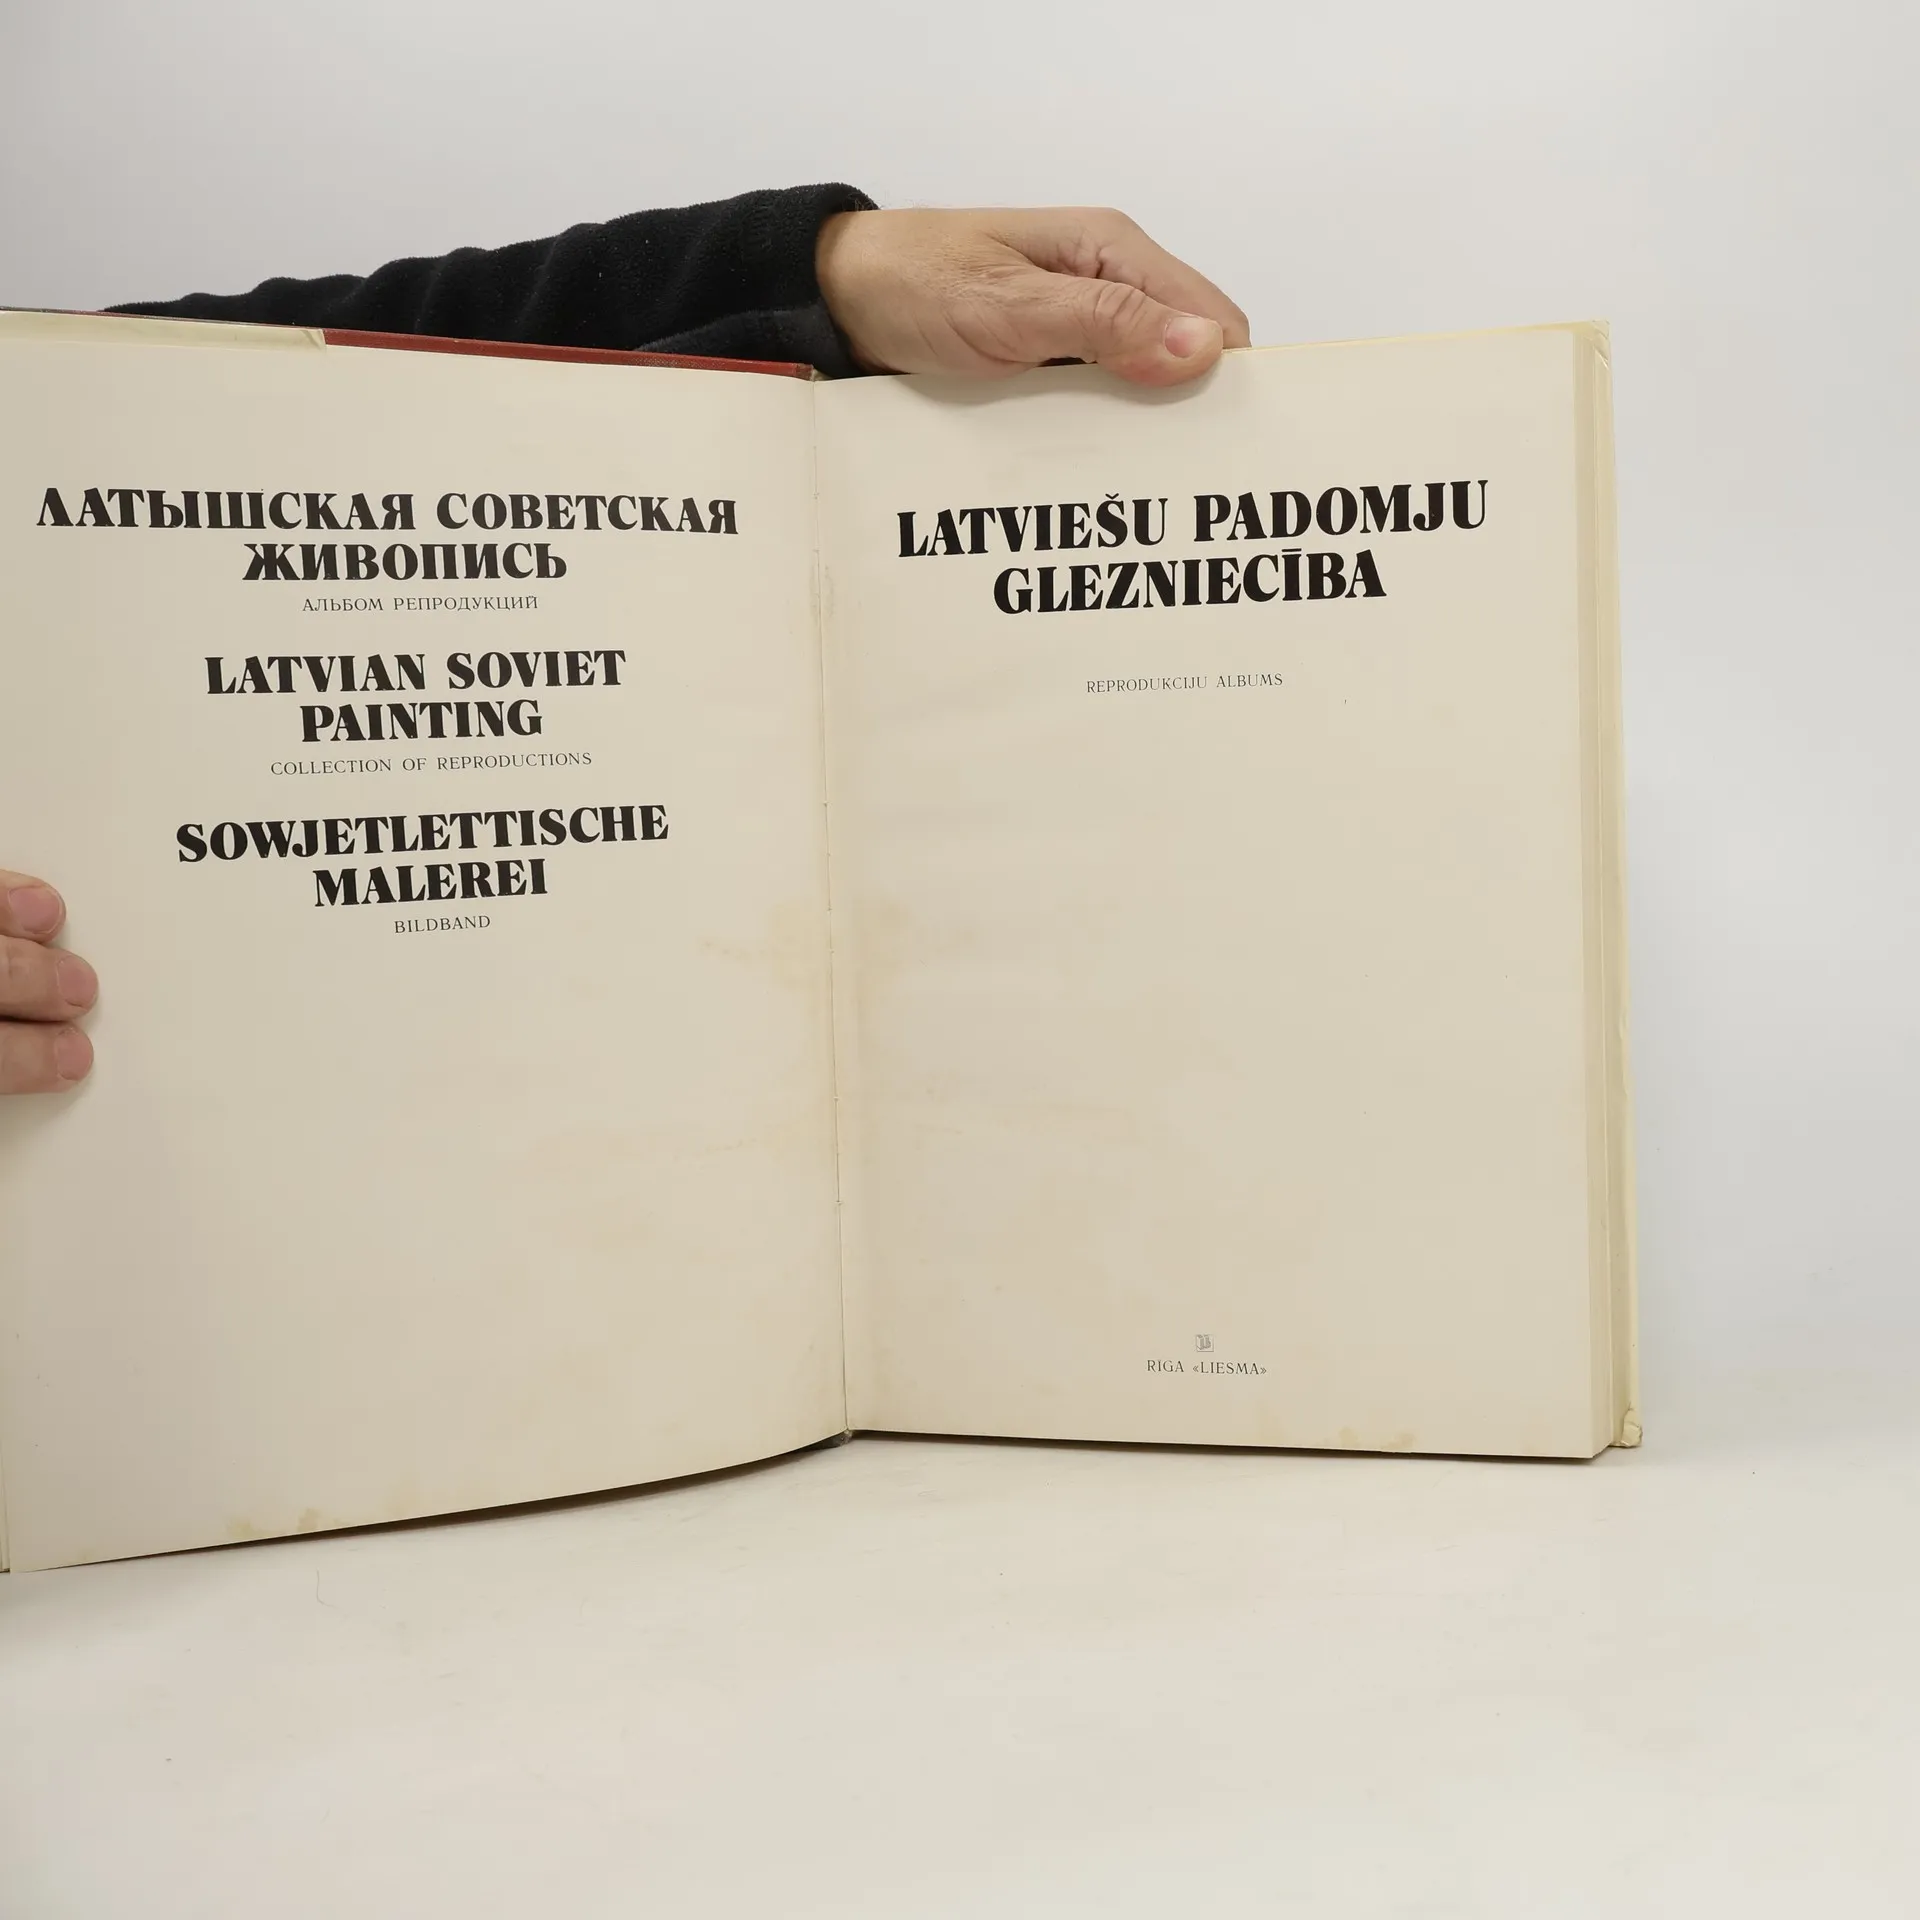 ЛАТЫШСКАЯ СОВЕТСКАЯ
ЖИВОПИСЬ
АЛЬБОМ РЕПРОДУКЦИЙ
LATVIAN SOVIET
PAINTING
COLLECTION OF REPRODUCTIONS
SOWJETLETTISCHE
MALEREI
BILDBAND
LATVIEŠU PADOMJU
GLEZNIECĪBA
REPRODUKCIJU ALBUMS
RIGA «LIESMA»